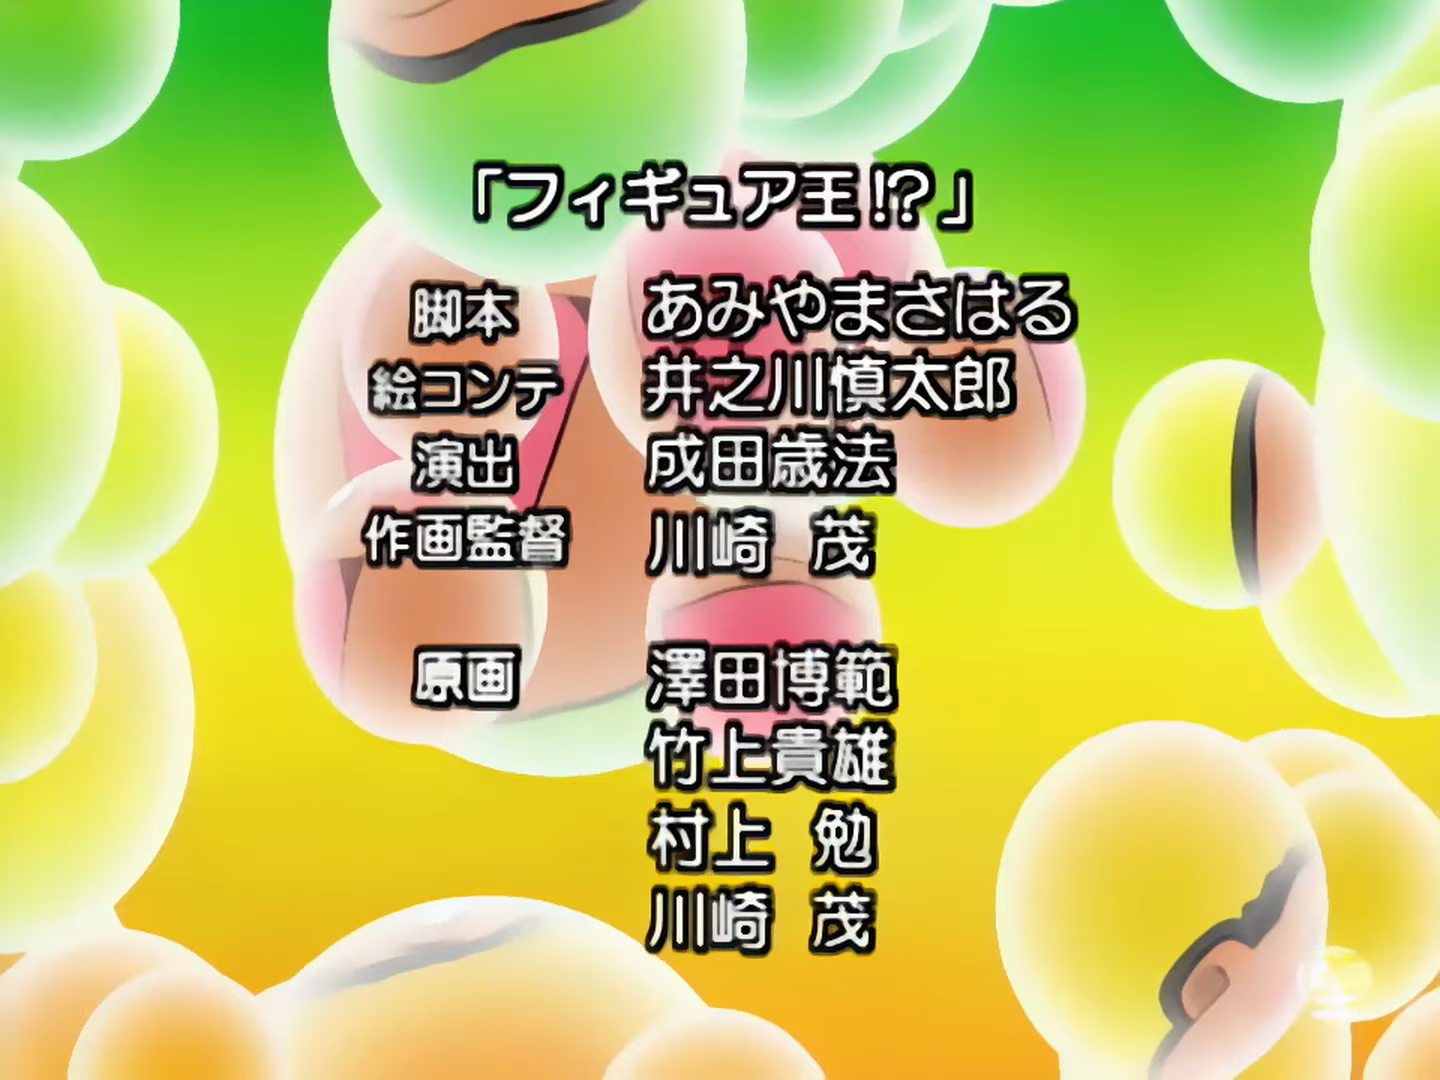 「フィギュア王!?」
脚本 あみやまさはる
絵コンテ 井之川慎太郎
演出 成田歳法
作画監督 川崎 茂
原画 澤田博範
竹上貴雄
村上 勉
川崎 茂